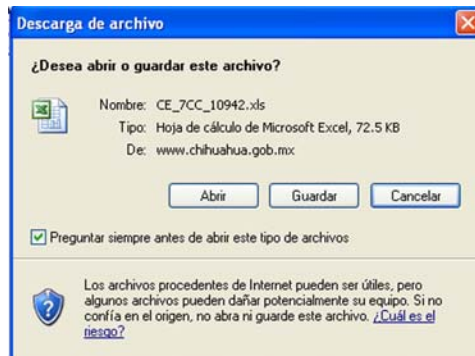 Descarga de archivo
¿Desea abrir o guardar este archivo?
Nombre: CE_7CC_10942.xls
Tipo: Hoja de cálculo de Microsoft Excel, 72.5 KB
De: www.chihuahua.gob.mx
Abrir Guardar Cancelar
Preguntar siempre antes de abrir este tipo de archivos
Los archivos procedentes de Internet pueden ser útiles, pero
algunos archivos pueden dañar potencialmente su equipo. Si no
confía en el origen, no abra ni guarde este archivo. ¿Cuál es el
riesgo?